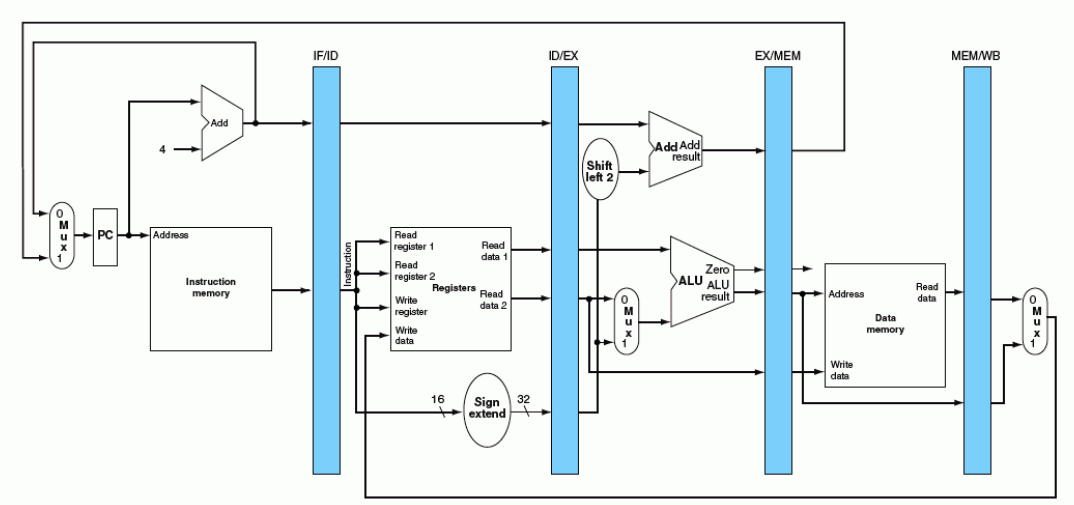 IF/ID
ID/EX
EX/MEM
MEM/WB
Add
4
Shift
left 2
Add Add
result
0
M
u
x
1
PC
Address
Instruction
memory
Instruction
Read
register 1
Read
register 2
Write
register
Write
data
Registers
Read
data 1
Read
data 2
0
M
u
x
1
Zero
ALU
ALU
result
Address
Read
data
Data
memory
Write
data
0
M
u
x
1
16
Sign
extend
32